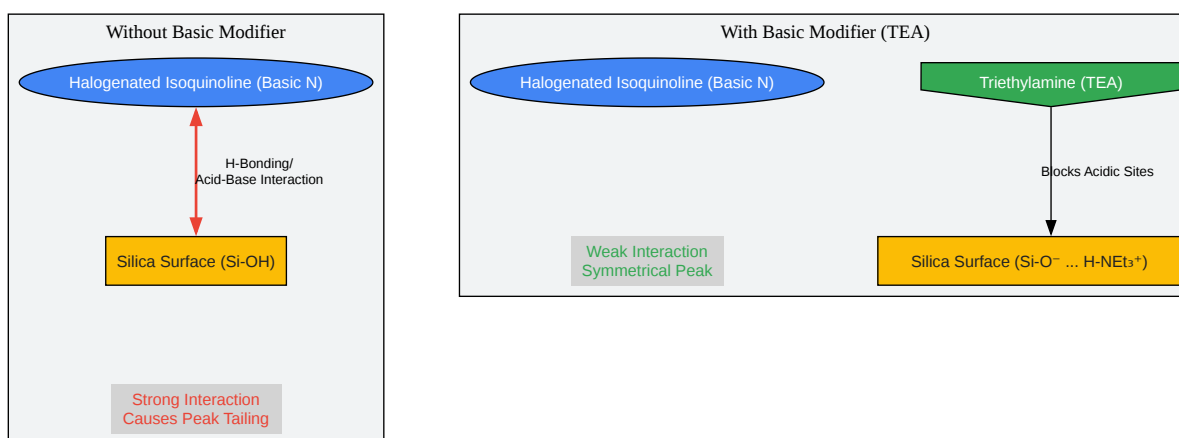 Without Basic Modifier
Halogenated Isoquinoline (Basic N)
H-Bonding/
Acid-Base Interaction
Silica Surface (Si-OH)
Strong Interaction
Causes Peak Tailing
With Basic Modifier (TEA)
Halogenated Isoquinoline (Basic N)
Triethylamine (TEA)
Blocks Acidic Sites
Weak Interaction
Symmetrical Peak
Silica Surface (Si-O⁻ ... H-NEt₃⁺)